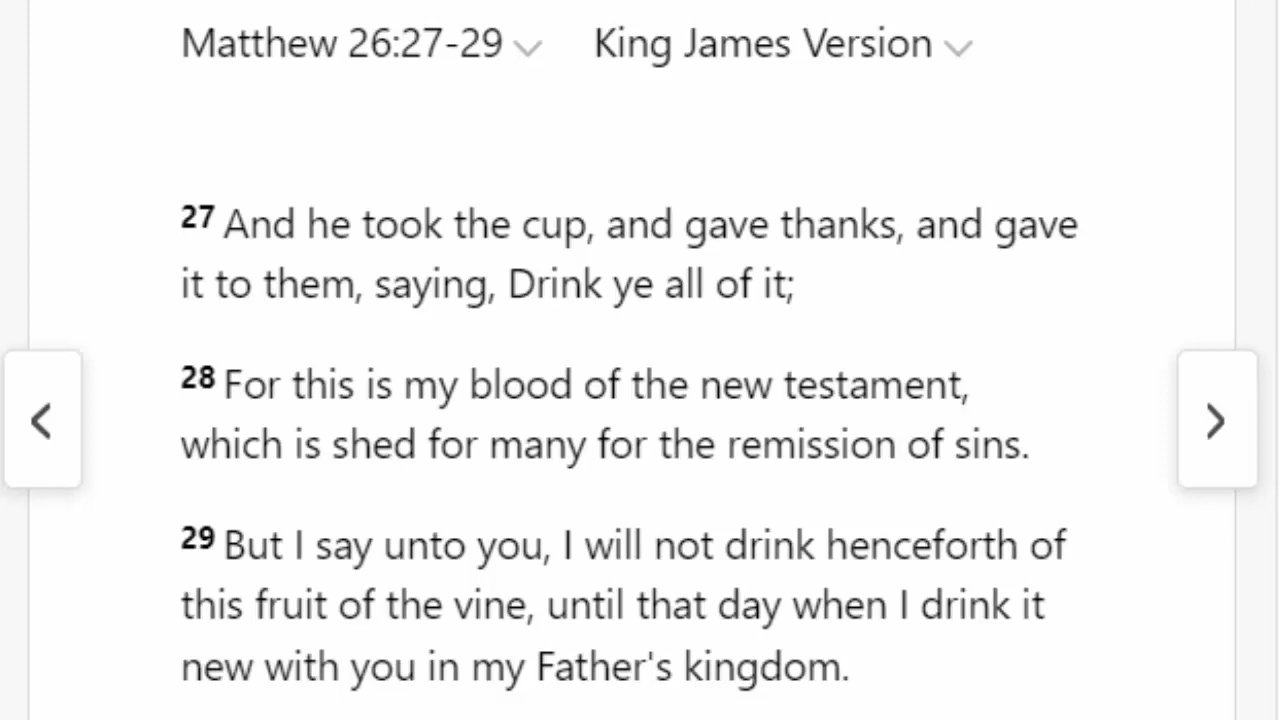 Matthew 26:27-29 King James Version
27 And he took the cup, and gave thanks, and gave
it to them, saying, Drink ye all of it;
28 For this is my blood of the new testament,
which is shed for many for the remission of sins.
29 But I say unto you, I will not drink henceforth of
this fruit of the vine, until that day when I drink it
new with you in my Father's kingdom.